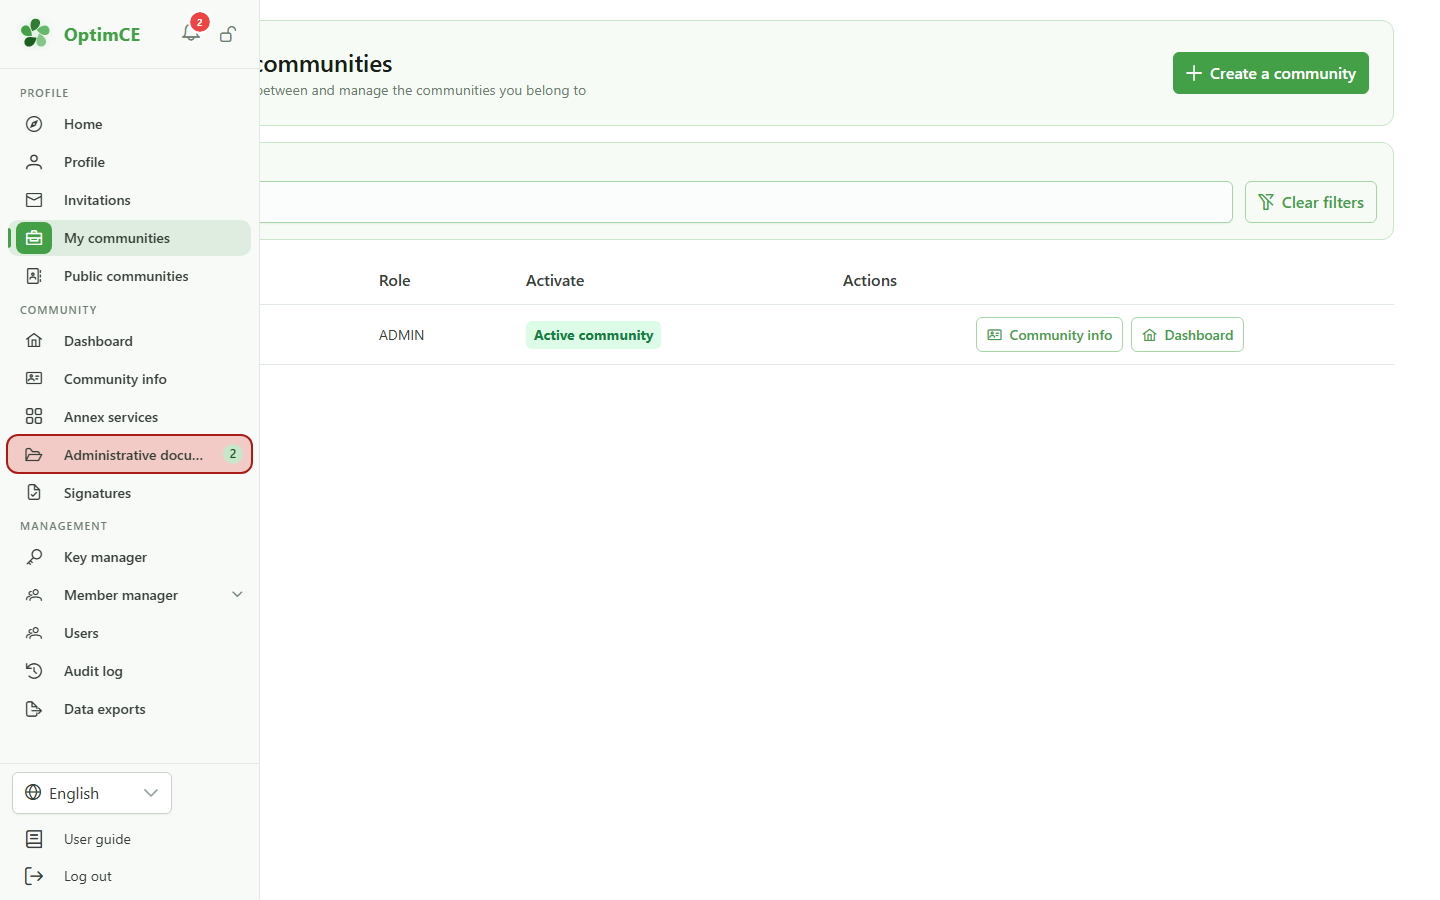 OptimCE
2
PROFILE
Home
Profile
Invitations
My communities
Public communities
COMMUNITY
Dashboard
Community info
Annex services
Administrative docu...
2
Signatures
MANAGEMENT
Key manager
Member manager
Users
Audit log
Data exports
English
User guide
Log out
communities
between and manage the communities you belong to
Create a community
Clear filters
Role Activate Actions
ADMIN Active community Community info Dashboard